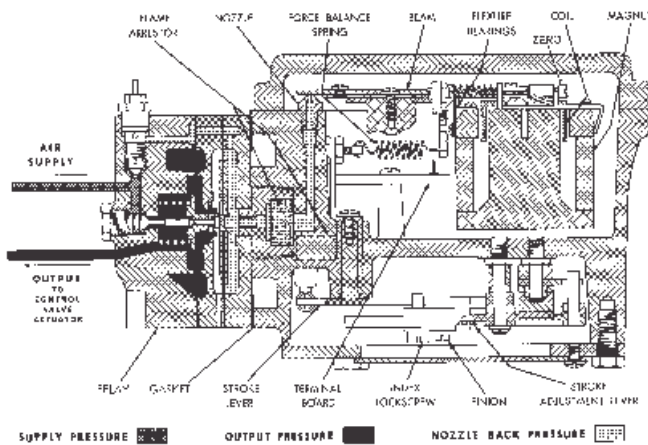 FLAME
ARRESTOR
NOZZLE
FORCE BALANCE
SPRING
BEAM
FLEXURE
BEARINGS
ZERO
COIL
MAGNET
AIR
SUPPLY
OUTPUT
TO
CONTROL
VALVE
ACTUATOR
RELAY
GASKET
STROKE
LEVER
TERMINAL
BOARD
INDEX
LOCKSCREW
PINION
STROKE
ADJUSTMENT LEVER
SUPPLY PRESSURE
OUTPUT PRESSURE
NOZZLE BACK PRESSURE